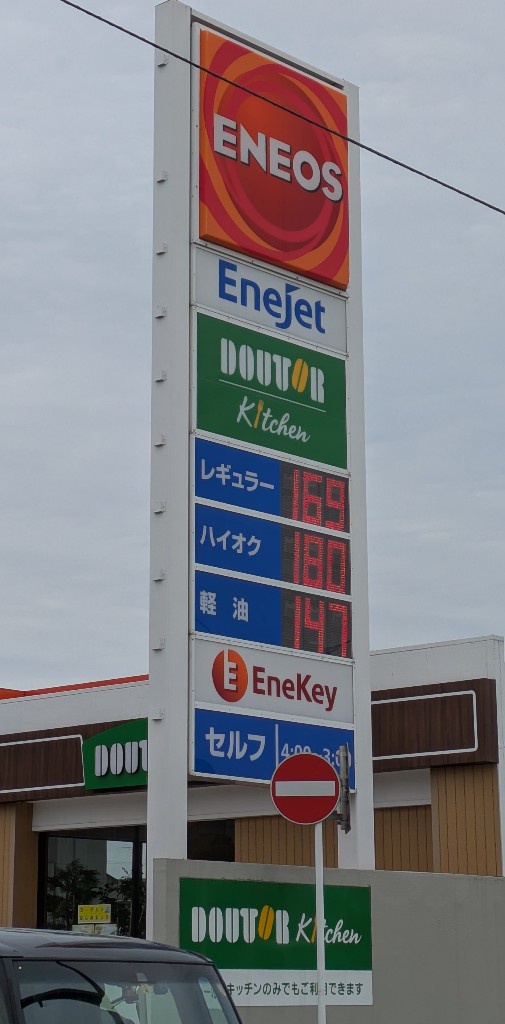 ENEOS
EneJet
DOUTOR
Kitchen
レギュラー 169
ハイオク 180
軽油 147
EneKey
セルフ
DOUT
DOUTOR Kitchen
キッチンのみでもご利用できます